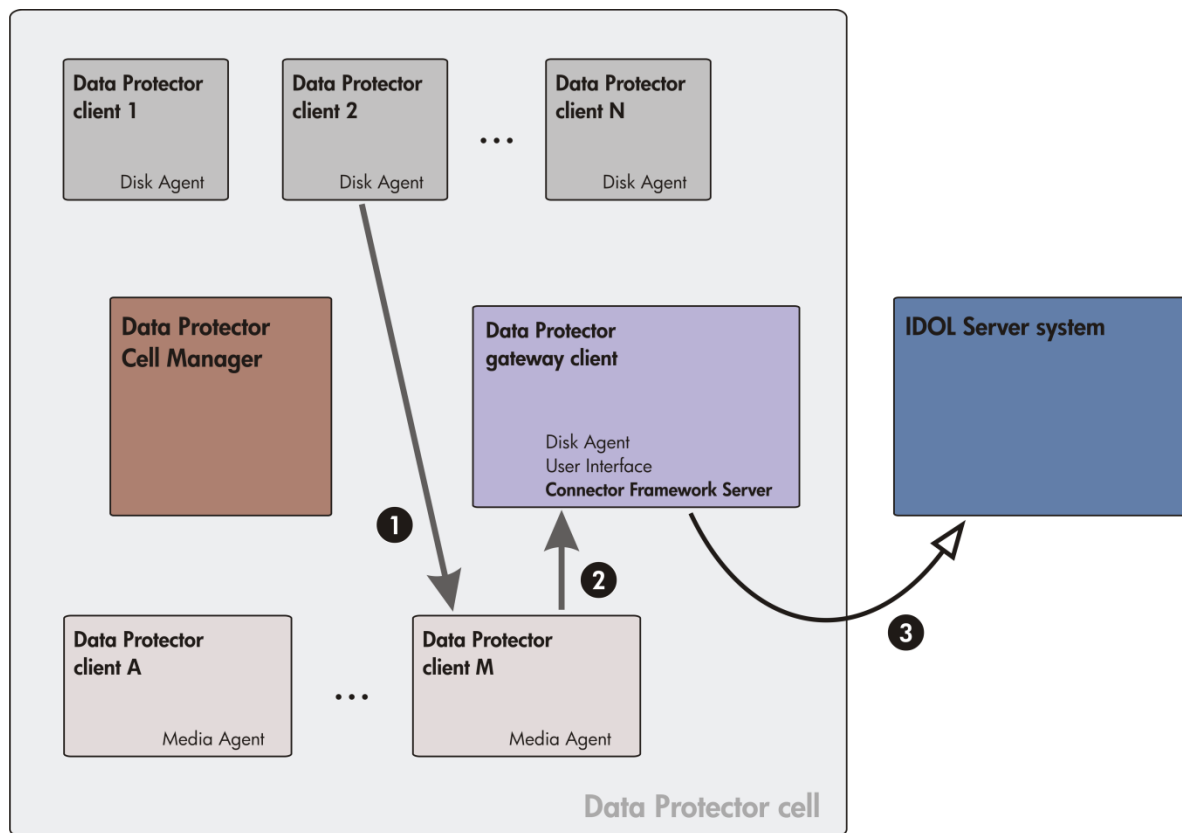 Data Protector
client 1
Disk Agent
Data Protector
client 2
Disk Agent
...
Data Protector
client N
Disk Agent
Data Protector
Cell Manager
Data Protector
gateway client
Disk Agent
User Interface
Connector Framework Server
IDOL Server system
1
2
3
Data Protector
client A
Media Agent
...
Data Protector
client M
Media Agent
Data Protector cell